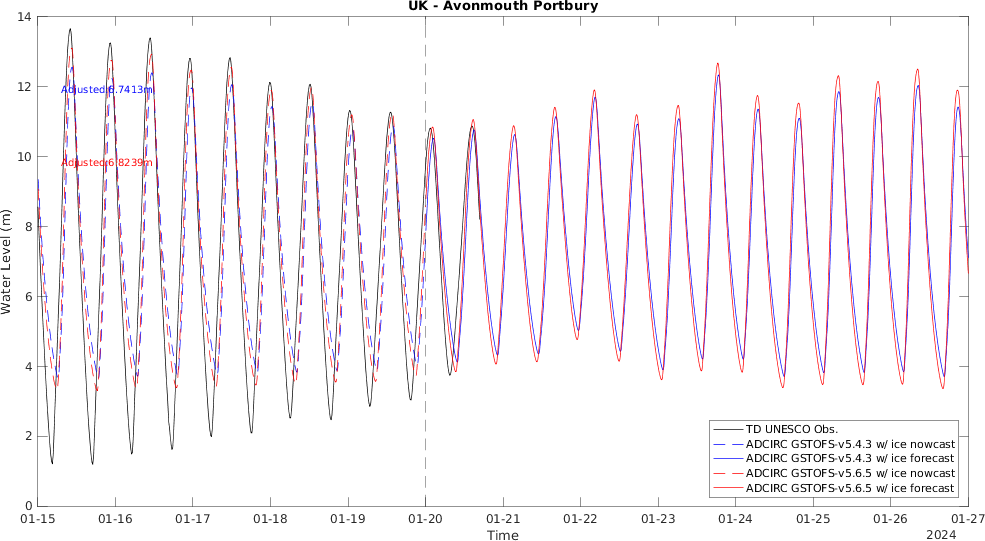 UK - Avonmouth Portbury
14
12
10
8
6
4
2
0
Water Level (m)
Adjusted:6.7413m
Adjusted:6.8239m
TD UNESCO Obs.
ADCIRC GSTOFS-v5.4.3 w/ ice nowcast
ADCIRC GSTOFS-v5.4.3 w/ ice forecast
ADCIRC GSTOFS-v5.6.5 w/ ice nowcast
ADCIRC GSTOFS-v5.6.5 w/ ice forecast
01-15 01-16 01-17 01-18 01-19 01-20 01-21 01-22 01-23 01-24 01-25 01-26 01-27
Time
2024